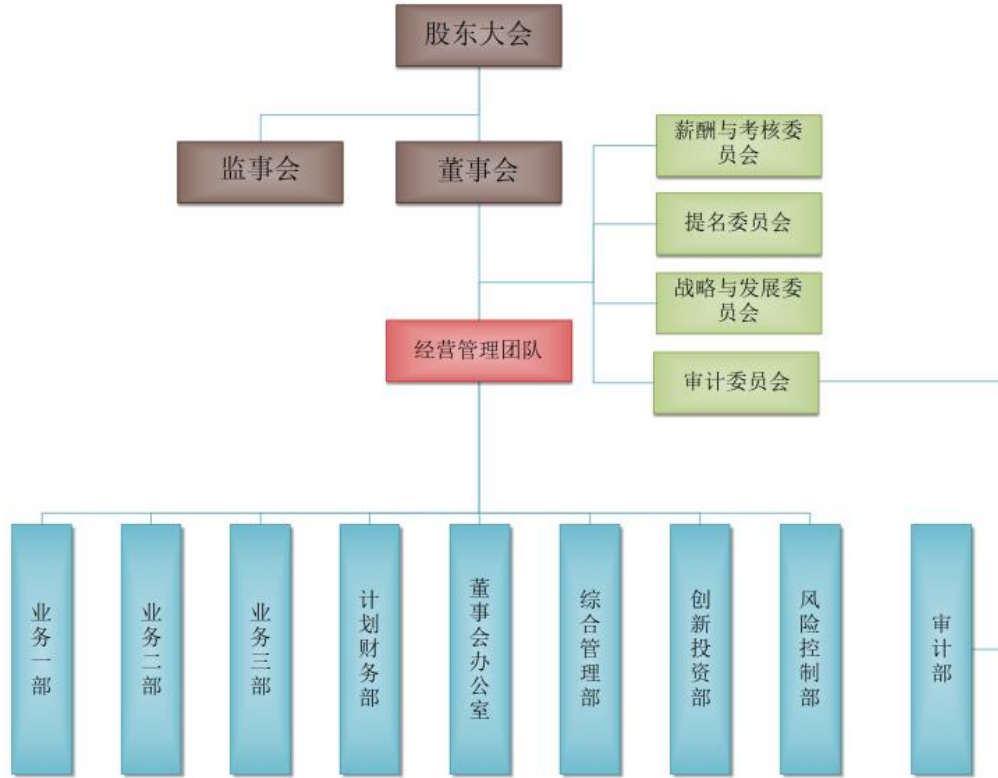 股东大会
监事会
董事会
薪酬与考核委
员会
提名委员会
战略与发展委
员会
经营管理团队
审计委员会
业务一部
业务二部
业务三部
计划财务部
董事会办公室
综合管理部
创新投资部
风险控制部
审计部